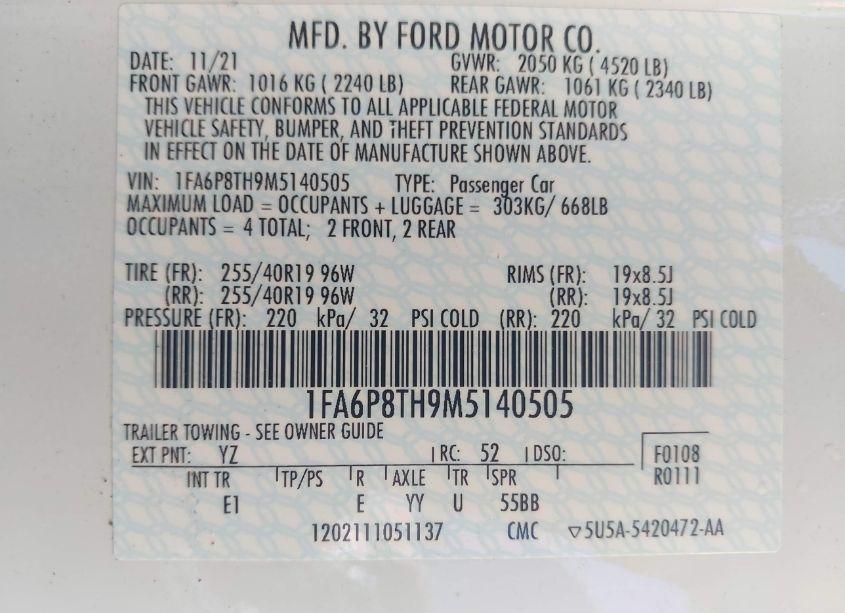 MFD. BY FORD MOTOR CO.
DATE: 11/21 GVWR: 2050 KG ( 4520 LB)
FRONT GAWR: 1016 KG ( 2240 LB) REAR GAWR: 1061 KG ( 2340 LB)
THIS VEHICLE CONFORMS TO ALL APPLICABLE FEDERAL MOTOR
VEHICLE SAFETY, BUMPER, AND THEFT PREVENTION STANDARDS
IN EFFECT ON THE DATE OF MANUFACTURE SHOWN ABOVE.
VIN: 1FA6P8TH9M5140505 TYPE: Passenger Car
MAXIMUM LOAD = OCCUPANTS + LUGGAGE = 303KG/ 668LB
OCCUPANTS = 4 TOTAL; 2 FRONT, 2 REAR
TIRE (FR): 255/40R19 96W RIMS (FR): 19x8.5J
(RR): 255/40R19 96W (RR): 19x8.5J
PRESSURE (FR): 220 kPa/ 32 PSI COLD (RR): 220 kPa/ 32 PSI COLD
1FA6P8TH9M5140505
TRAILER TOWING - SEE OWNER GUIDE
EXT PNT: YZ RC: 52 DSO: F0108
INT TR TP/PS R AXLE TR SPR R0111
E1 E YY U 55BB
1202111051137 CMC ▽5U5A-5420472-AA